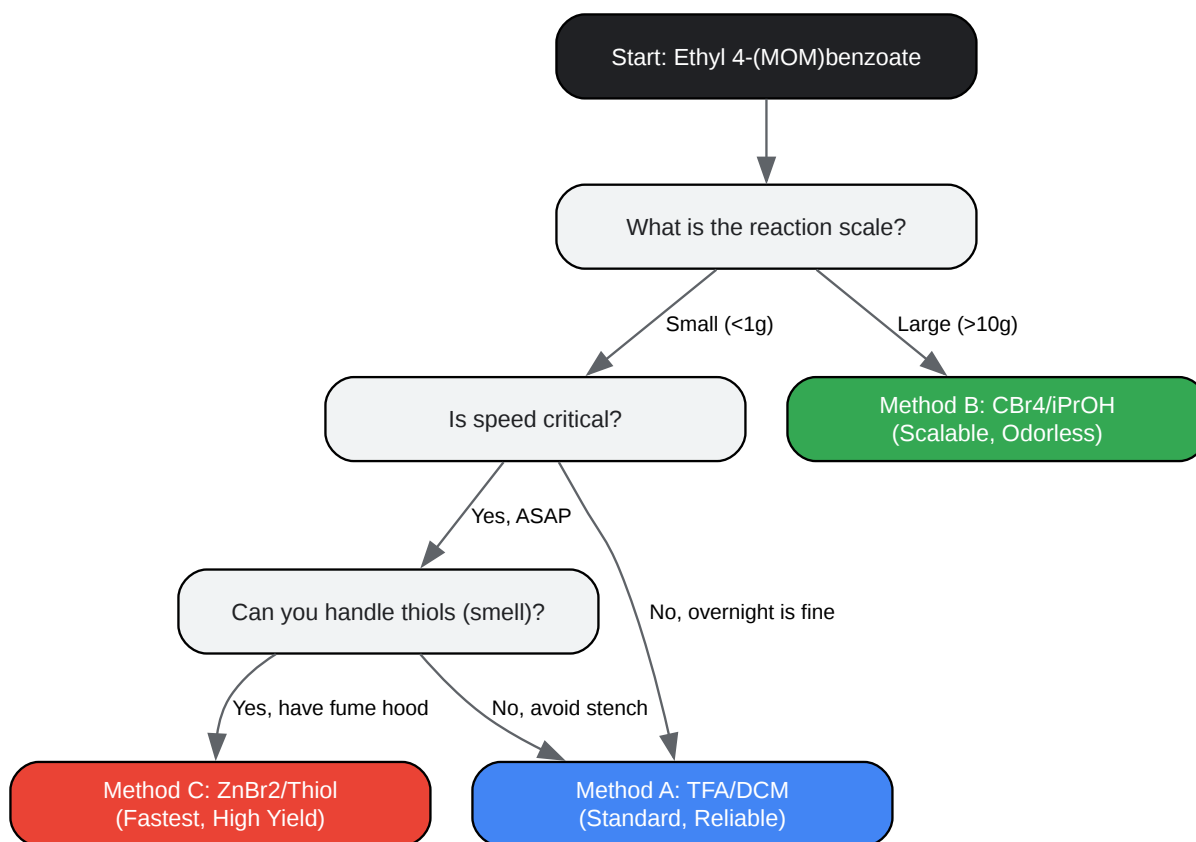 Start: Ethyl 4-(MOM)benzoate
What is the reaction scale?
Small (<1g)
Large (>10g)
Is speed critical?
Method B: CBr4/iPrOH
(Scalable, Odorless)
Yes, ASAP
Can you handle thiols (smell)?
No, overnight is fine
Yes, have fume hood
No, avoid stench
Method C: ZnBr2/Thiol
(Fastest, High Yield)
Method A: TFA/DCM
(Standard, Reliable)